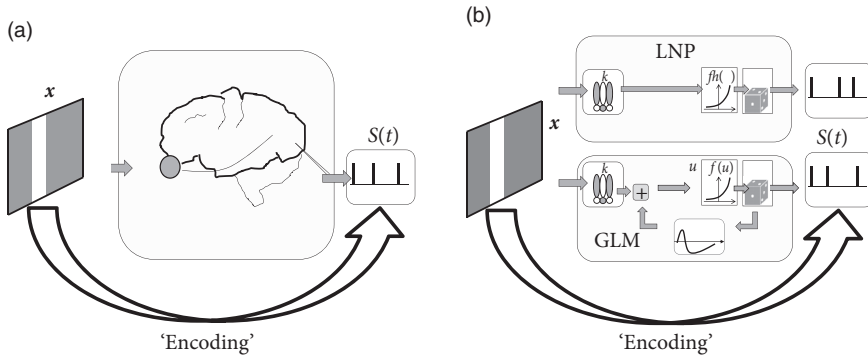 (a)
x
S(t)
'Encoding'
(b)
LNP
k
fh( )
x
S(t)
k
u
f(u)
+
GLM
'Encoding'